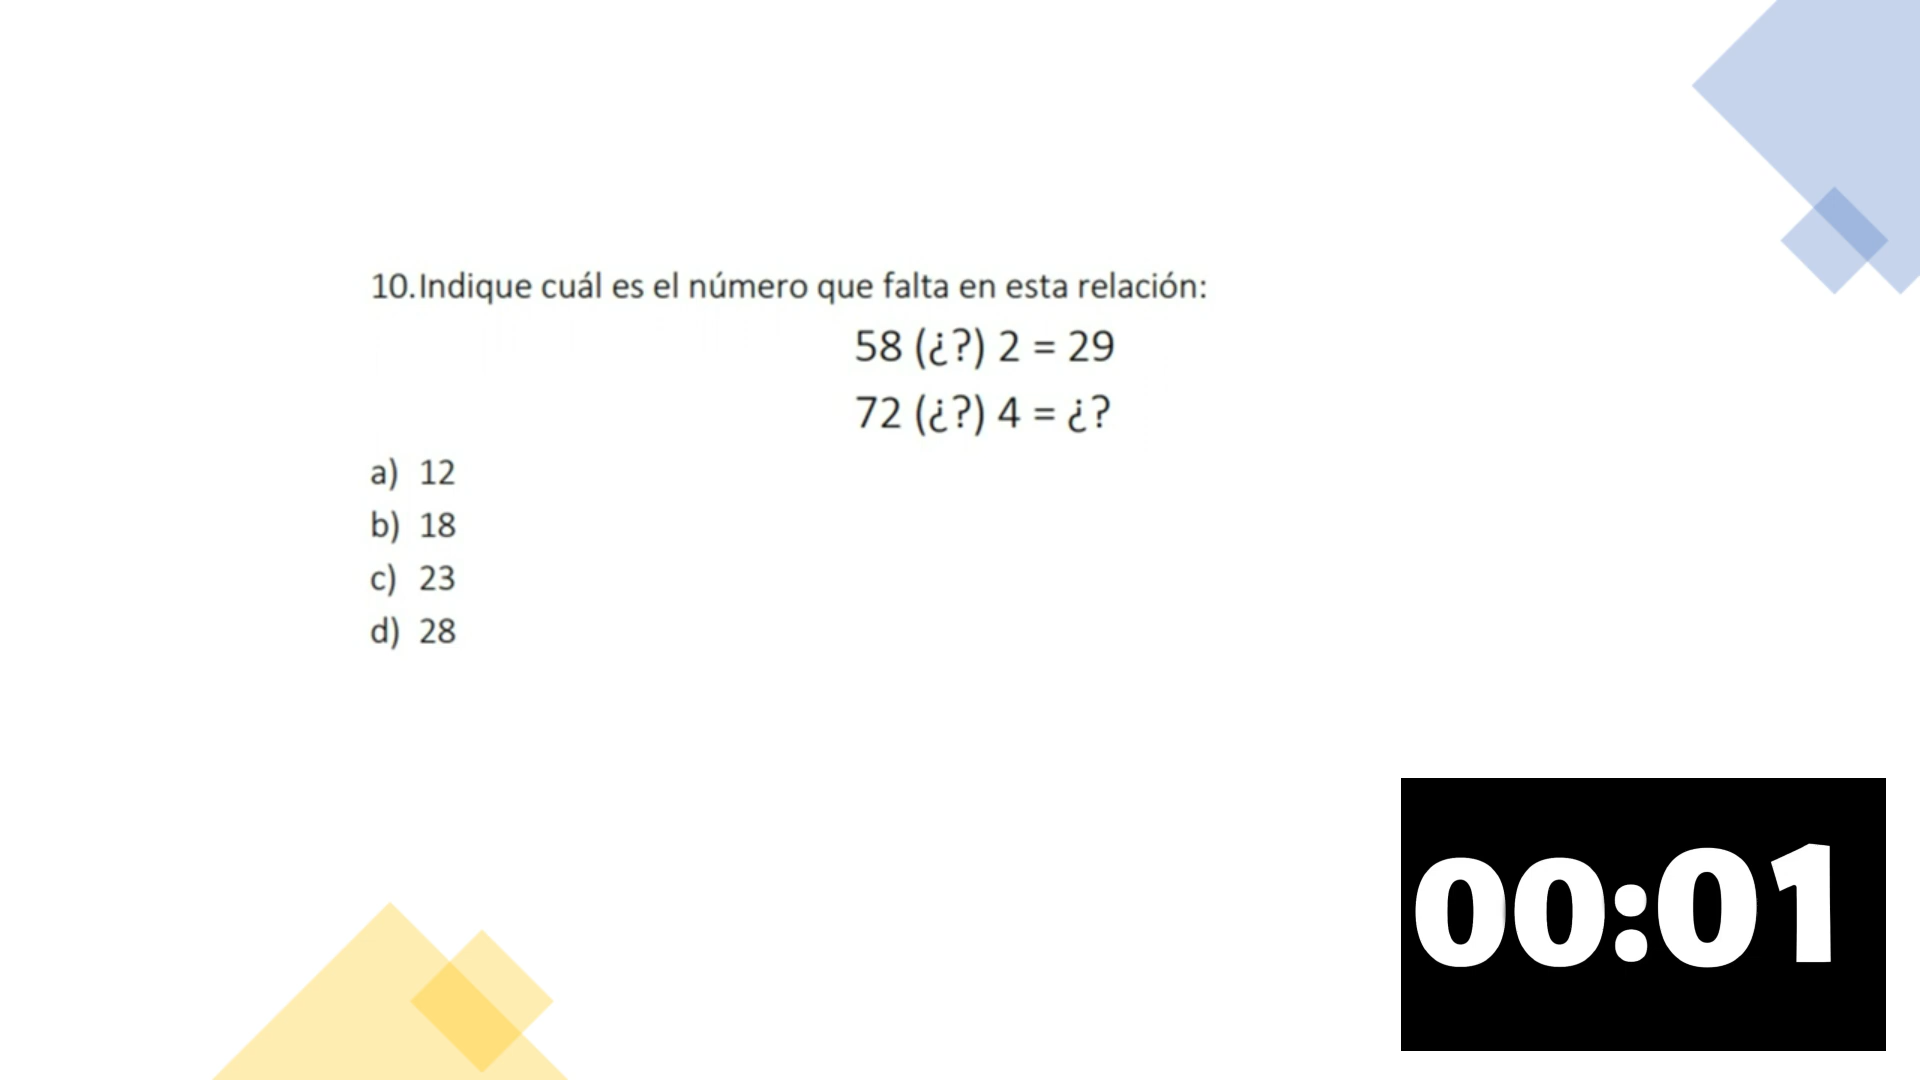 10.Indique cuál es el número que falta en esta relación:
58 (¿?) 2 = 29
72 (¿?) 4 = ¿?
a) 12
b) 18
c) 23
d) 28
00:01